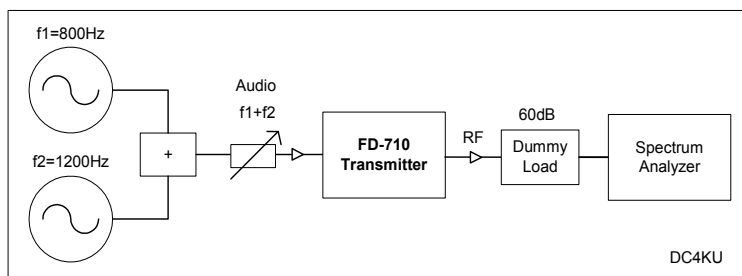 f1=800Hz
f2=1200Hz
+
Audio
f1+f2
FD-710
Transmitter
RF
60dB
Dummy
Load
Spectrum
Analyzer
DC4KU